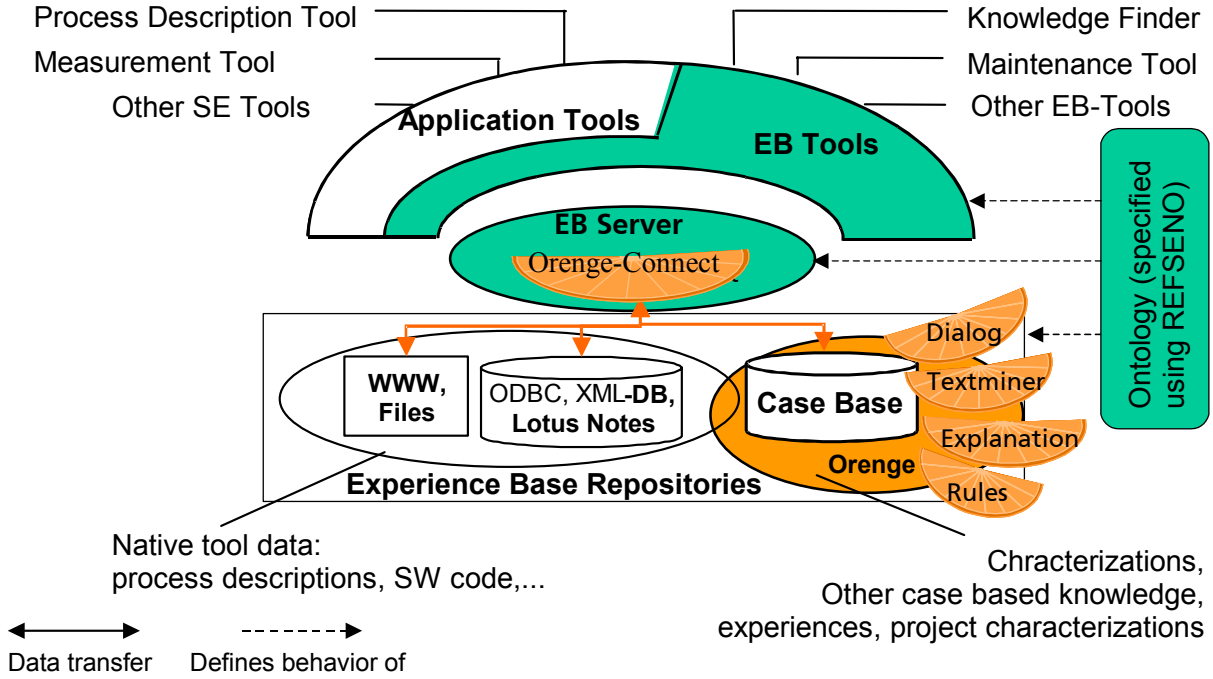 Process Description Tool
Measurement Tool
Other SE Tools
Knowledge Finder
Maintenance Tool
Other EB-Tools
Application Tools
EB Tools
EB Server
Orenge-Connect
Ontology (specified
using REFSENO)
WWW,
Files
ODBC, XML-DB,
Lotus Notes
Case Base
Dialog
Textminer
Explanation
Rules
Orenge
Experience Base Repositories
Native tool data:
process descriptions, SW code,...
Chracterizations,
Other case based knowledge,
experiences, project characterizations
Data transfer
Defines behavior of